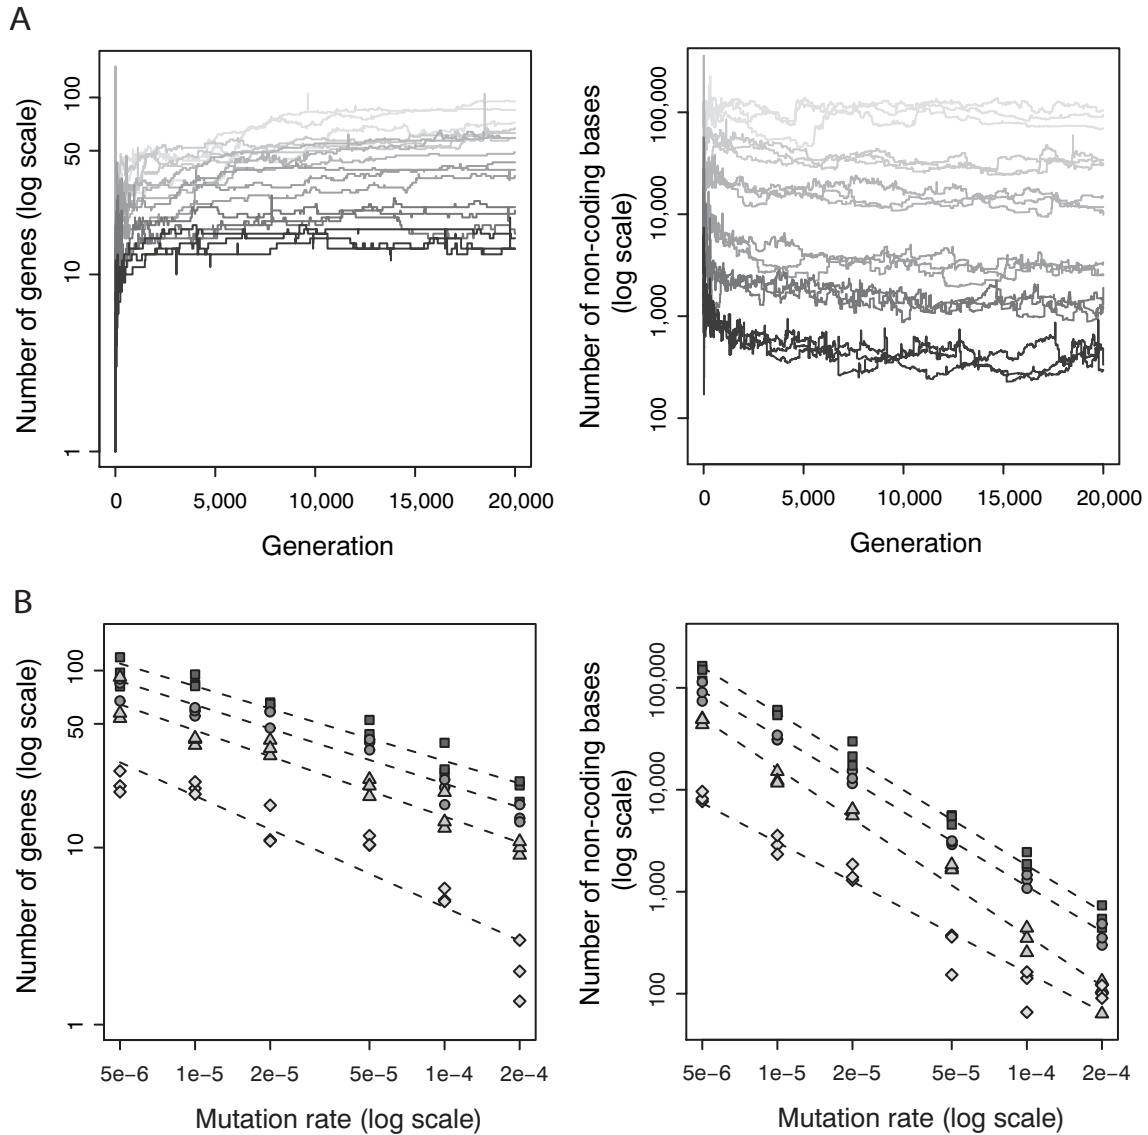 A
Number of genes (log scale)
100
50
10
1
0 5,000 10,000 15,000 20,000
Generation
Number of non-coding bases
(log scale)
100,000
10,000
1,000
100
0 5,000 10,000 15,000 20,000
Generation
B
Number of genes (log scale)
100
50
10
1
5e−6 1e−5 2e−5 5e−5 1e−4 2e−4
Mutation rate (log scale)
Number of non-coding bases
(log scale)
100,000
10,000
1,000
100
5e−6 1e−5 2e−5 5e−5 1e−4 2e−4
Mutation rate (log scale)